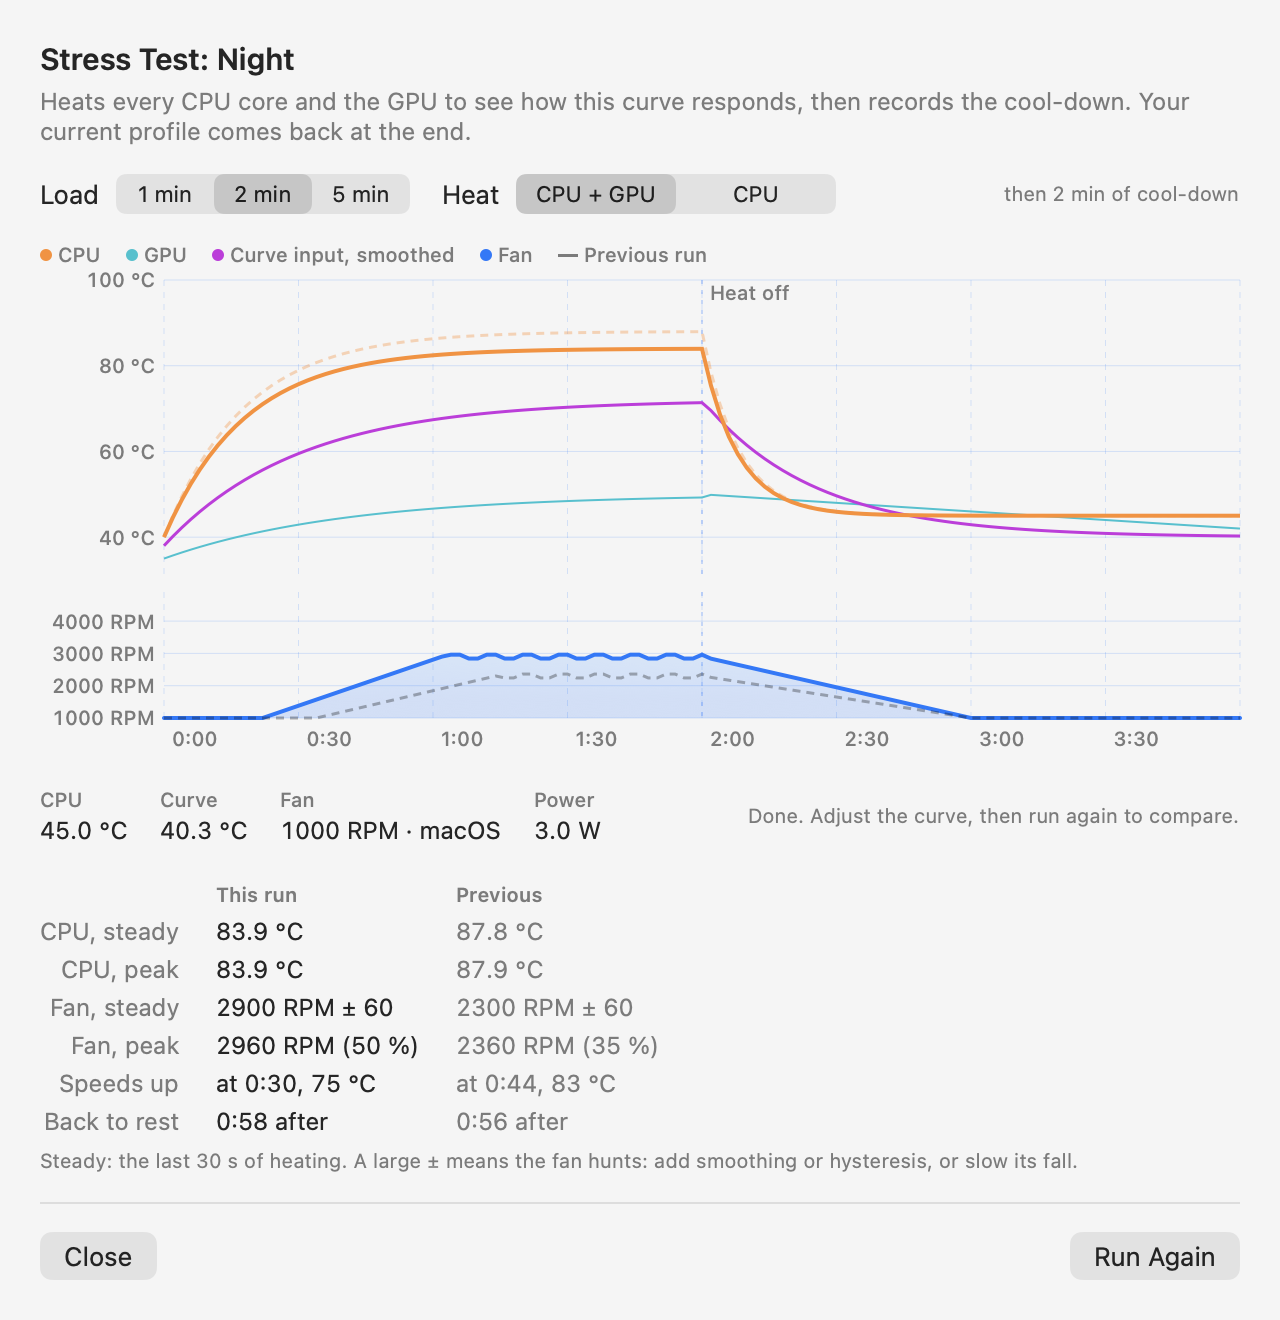 Stress Test: Night
Heats every CPU core and the GPU to see how this curve responds, then records the cool-down. Your
current profile comes back at the end.
Load 1 min 2 min 5 min Heat CPU + GPU CPU then 2 min of cool-down
CPU GPU Curve input, smoothed Fan Previous run
100 °C
Heat off
80 °C
60 °C
40 °C
4000 RPM
3000 RPM
2000 RPM
1000 RPM
0:00 0:30 1:00 1:30 2:00 2:30 3:00 3:30
CPU Curve Fan Power
45.0 °C 40.3 °C 1000 RPM · macOS 3.0 W
Done. Adjust the curve, then run again to compare.
This run Previous
CPU, steady 83.9 °C 87.8 °C
CPU, peak 83.9 °C 87.9 °C
Fan, steady 2900 RPM ± 60 2300 RPM ± 60
Fan, peak 2960 RPM (50 %) 2360 RPM (35 %)
Speeds up at 0:30, 75 °C at 0:44, 83 °C
Back to rest 0:58 after 0:56 after
Steady: the last 30 s of heating. A large ± means the fan hunts: add smoothing or hysteresis, or slow its fall.
Close Run Again